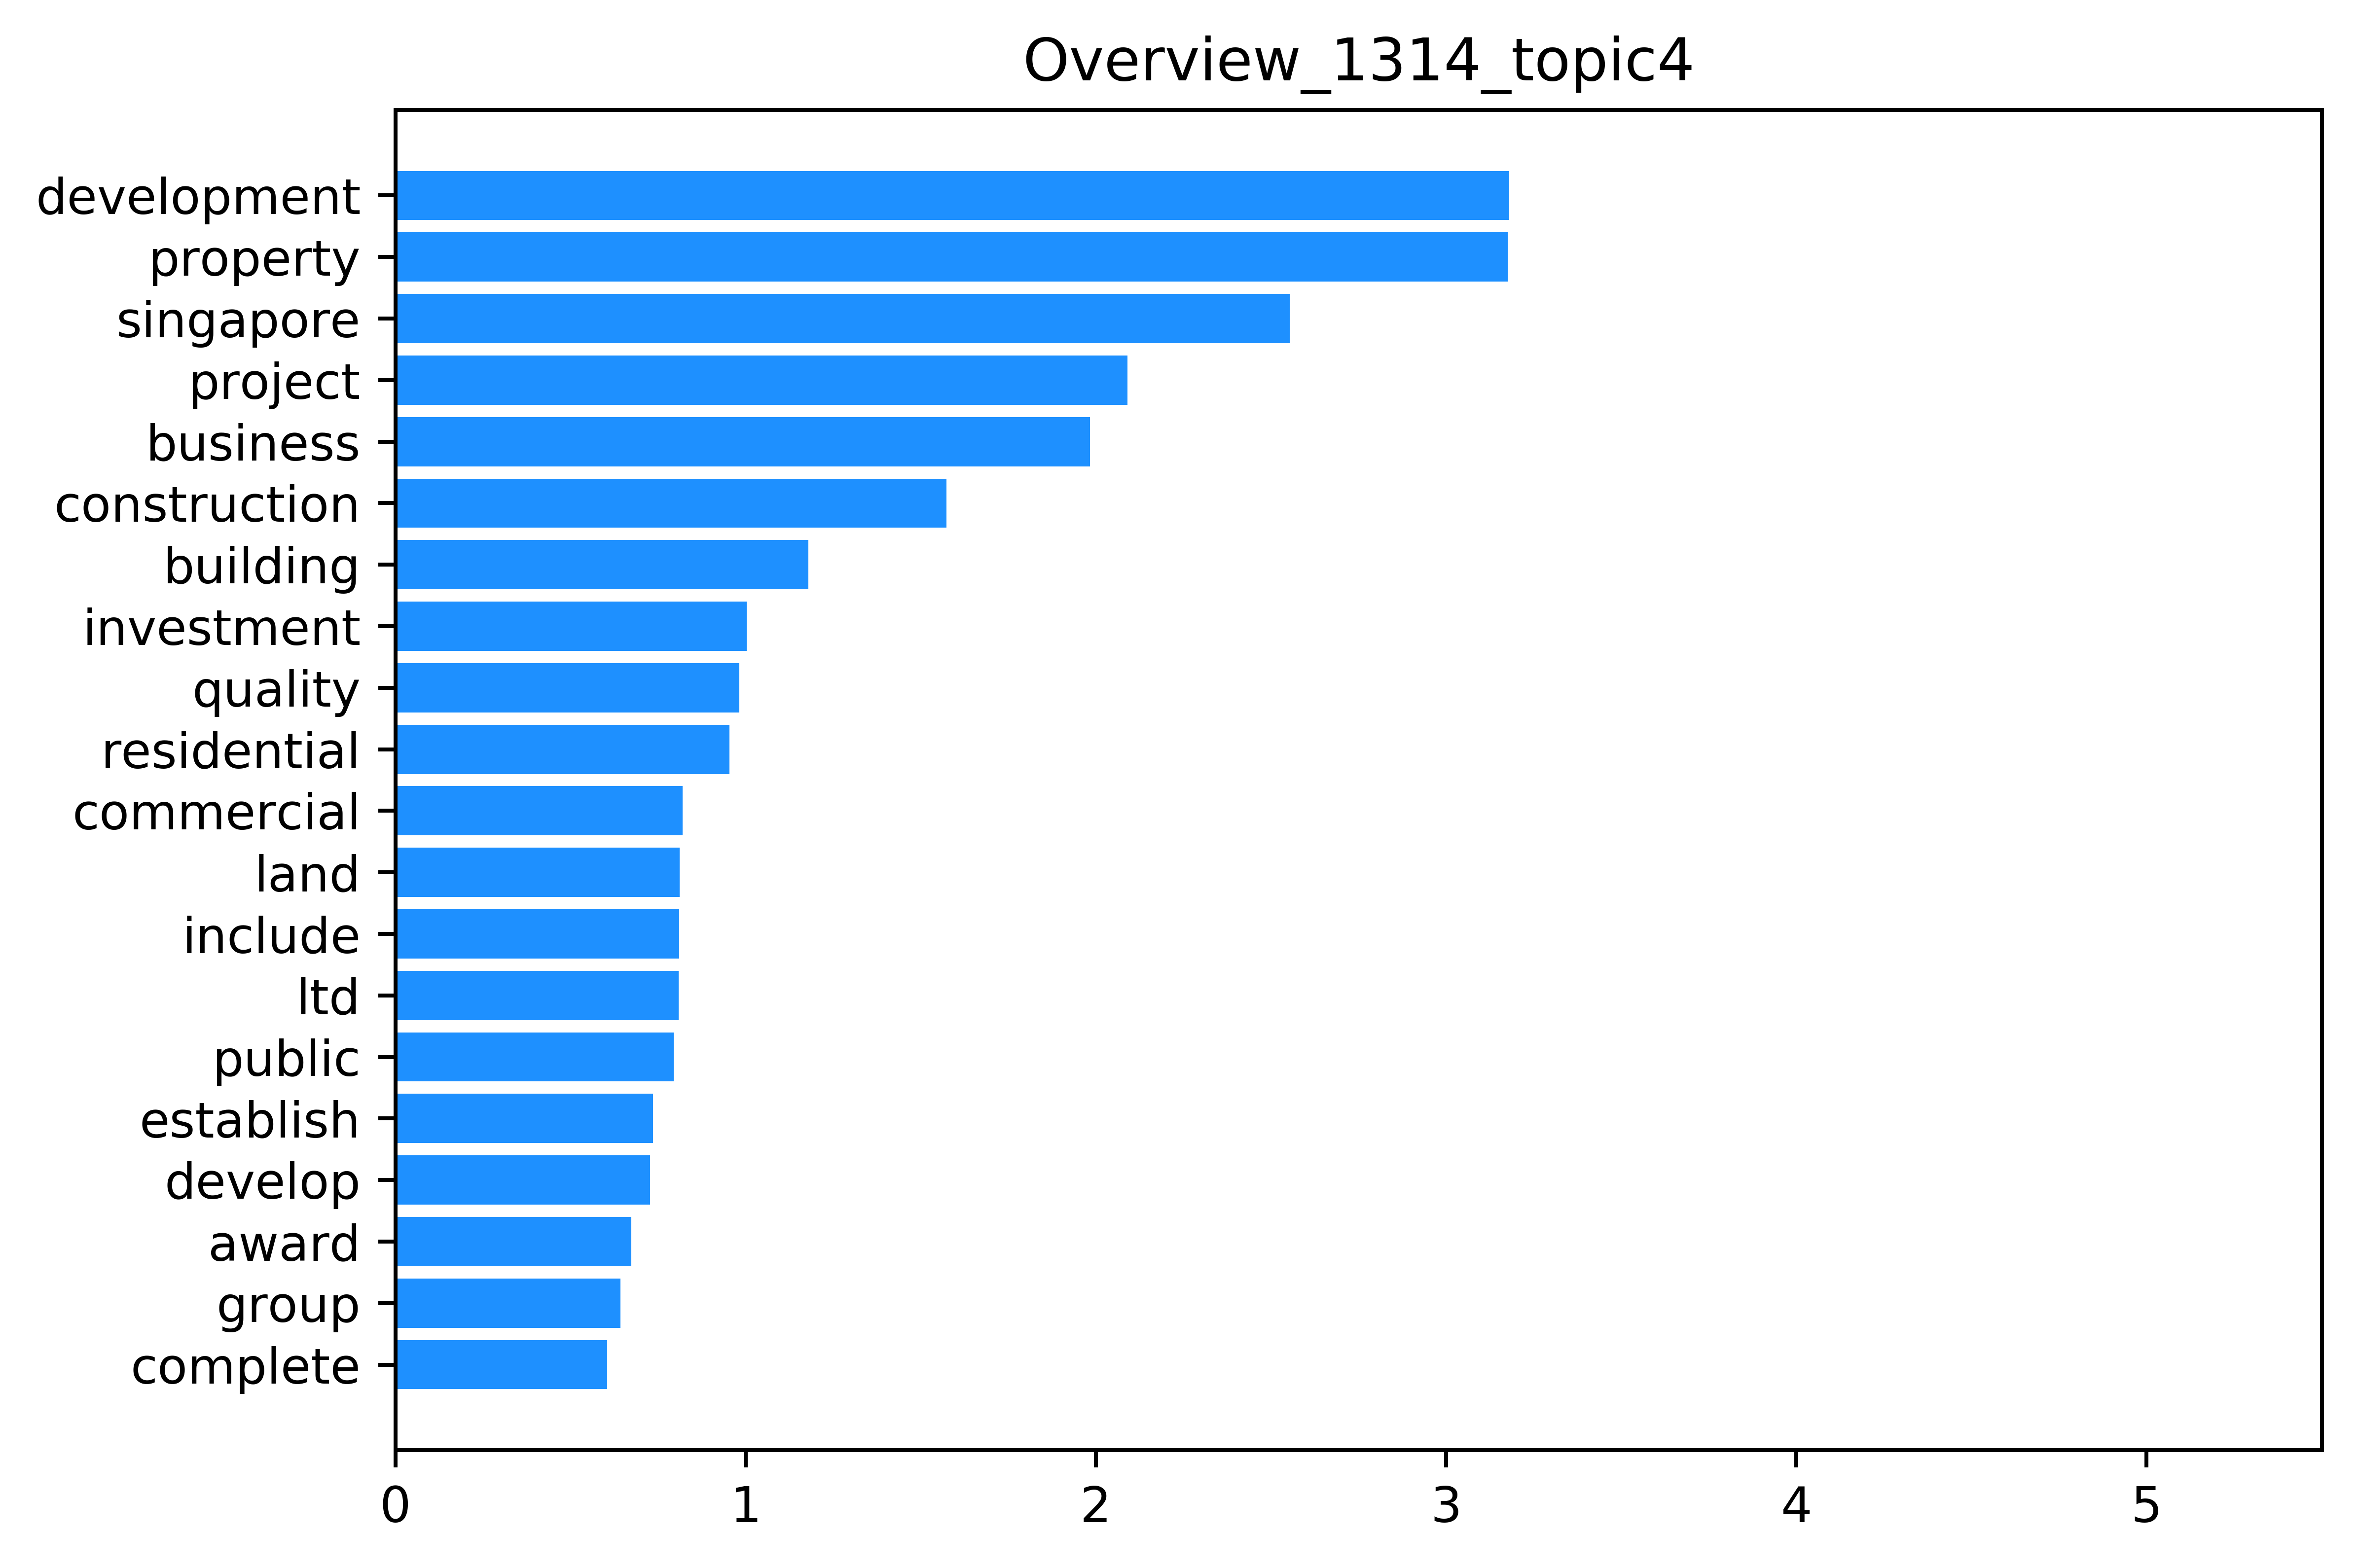 Overview_1314_topic4
development
property
singapore
project
business
construction
building
investment
quality
residential
commercial
land
include
ltd
public
establish
develop
award
group
complete
0 1 2 3 4 5